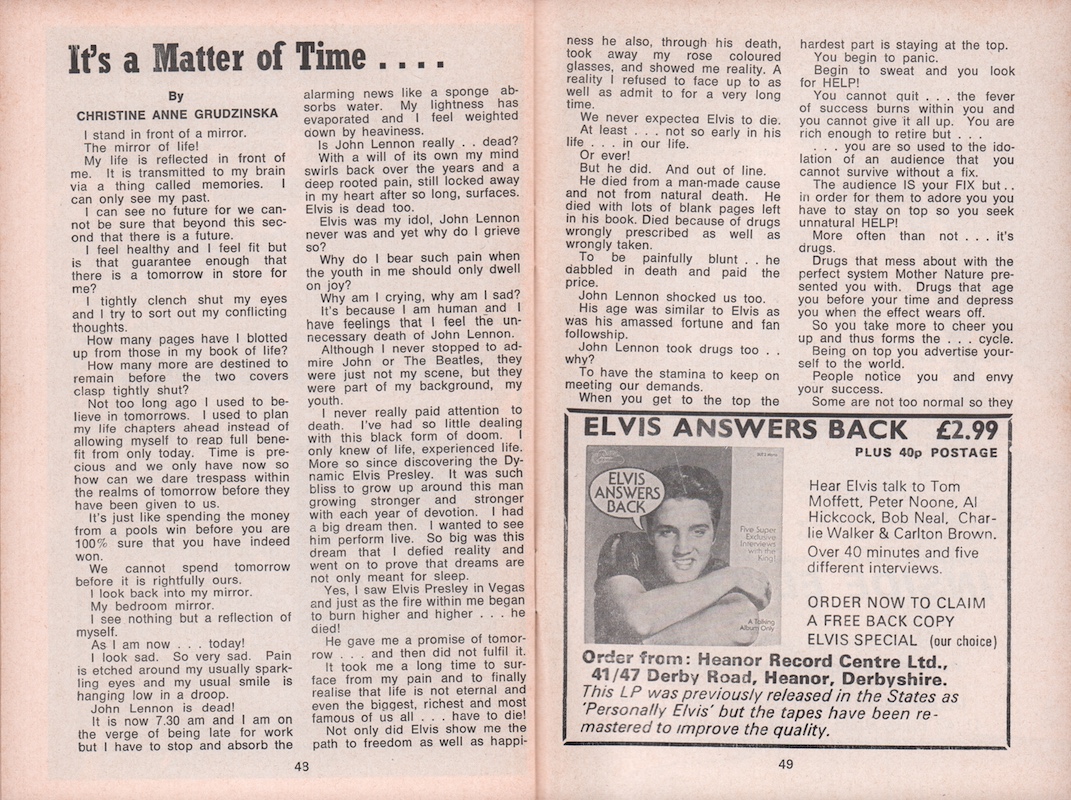 It's a Matter of Time . . . .
By
CHRISTINE ANNE GRUDZINSKA
I stand in front of a mirror.
The mirror of life!
My life is reflected in front of
me. It is transmitted to my brain
via a thing called memories. I
can only see my past.
I can see no future for we can-
not be sure that beyond this sec-
ond that there is a future.
I feel healthy and I feel fit but
is that guarantee enough that
there is a tomorrow in store for
me?
I tightly clench shut my eyes
and I try to sort out my conflicting
thoughts.
How many pages have I blotted
up from those in my book of life?
How many more are destined to
remain before the two covers
clasp tightly shut?
Not too long ago I used to be-
lieve in tomorrows. I used to plan
my life chapters ahead instead of
allowing myself to reap full bene-
fit from only today. Time is pre-
cious and we only have now so
how can we dare trespass within
the realms of tomorrow before they
have been given to us.
It's just like spending the money
from a pools win before you are
100% sure that you have indeed
won.
We cannot spend tomorrow
before it is rightfully ours.
I look back into my mirror.
My bedroom mirror.
I see nothing but a reflection of
myself.
As I am now . . . today!
I look sad. So very sad. Pain
is etched around my usually spark-
ling eyes and my usual smile is
hanging low in a droop.
John Lennon is dead!
It is now 7.30 am and I am on
the verge of being late for work
but I have to stop and absorb the
alarming news like a sponge ab-
sorbs water. My lightness has
evaporated and I feel weighted
down by heaviness.
Is John Lennon really . . dead?
With a will of its own my mind
swirls back over the years and a
deep rooted pain, still locked away
in my heart after so long, surfaces.
Elvis is dead too.
Elvis was my idol, John Lennon
never was and yet why do I grieve
so?
Why do I bear such pain when
the youth in me should only dwell
on joy?
Why am I crying, why am I sad?
It's because I am human and I
have feelings that I feel the un-
necessary death of John Lennon.
Although I never stopped to ad-
mire John or The Beatles, they
were just not my scene, but they
were part of my background, my
youth.
I never really paid attention to
death. I've had so little dealing
with this black form of doom. I
only knew of life, experienced life.
More so since discovering the Dy-
namic Elvis Presley. It was such
bliss to grow up around this man
growing stronger and stronger
with each year of devotion. I had
a big dream then. I wanted to see
him perform live. So big was this
dream that I defied reality and
went on to prove that dreams are
not only meant for sleep.
Yes, I saw Elvis Presley in Vegas
and just as the fire within me began
to burn higher and higher . . . he
died!
He gave me a promise of tomor-
row . . . and then did not fulfil it.
It took me a long time to sur-
face from my pain and to finally
realise that life is not eternal and
even the biggest, richest and most
famous of us all . . . have to die!
Not only did Elvis show me the
path to freedom as well as happi-
48
ness he also, through his death,
took away my rose coloured
glasses, and showed me reality. A
reality I refused to face up to as
well as admit to for a very long
time.
We never expected Elvis to die.
At least . . . not so early in his
life . . . in our life.
Or ever!
But he did. And out of line.
He died from a man-made cause
and not from natural death. He
died with lots of blank pages left
in his book. Died because of drugs
wrongly prescribed as well as
wrongly taken.
To be painfully blunt . . he
dabbled in death and paid the
price.
John Lennon shocked us too.
His age was similar to Elvis as
was his amassed fortune and fan
followship.
John Lennon took drugs too . .
why?
To have the stamina to keep on
meeting our demands.
When you get to the top the
hardest part is staying at the top.
You begin to panic.
Begin to sweat and you look
for HELP!
You cannot quit . . . the fever
of success burns within you and
you cannot give it all up. You are
rich enough to retire but . . .
. . . you are so used to the ido-
lation of an audience that you
cannot survive without a fix.
The audience IS your FIX but . .
in order for them to adore you you
have to stay on top so you seek
unnatural HELP!
More often than not . . . it's
drugs.
Drugs that mess about with the
perfect system Mother Nature pre-
sented you with. Drugs that age
you before your time and depress
you when the effect wears off.
So you take more to cheer you
up and thus forms the . . . cycle.
Being on top you advertise your-
self to the world.
People notice you and envy
your success.
Some are not too normal so they
ELVIS ANSWERS BACK £2.99
PLUS 40p POSTAGE
ELVIS
ANSWERS
BACK
Five Super
Exclusive
Interviews
with the
King!
A Talking
Album Only
Hear Elvis talk to Tom
Moffett, Peter Noone, Al
Hickcock, Bob Neal, Char-
lie Walker & Carlton Brown.
Over 40 minutes and five
different interviews.
ORDER NOW TO CLAIM
A FREE BACK COPY
ELVIS SPECIAL (our choice)
Order from: Heanor Record Centre Ltd.,
41/47 Derby Road, Heanor, Derbyshire.
This LP was previously released in the States as
'Personally Elvis' but the tapes have been re-
mastered to improve the quality.
49